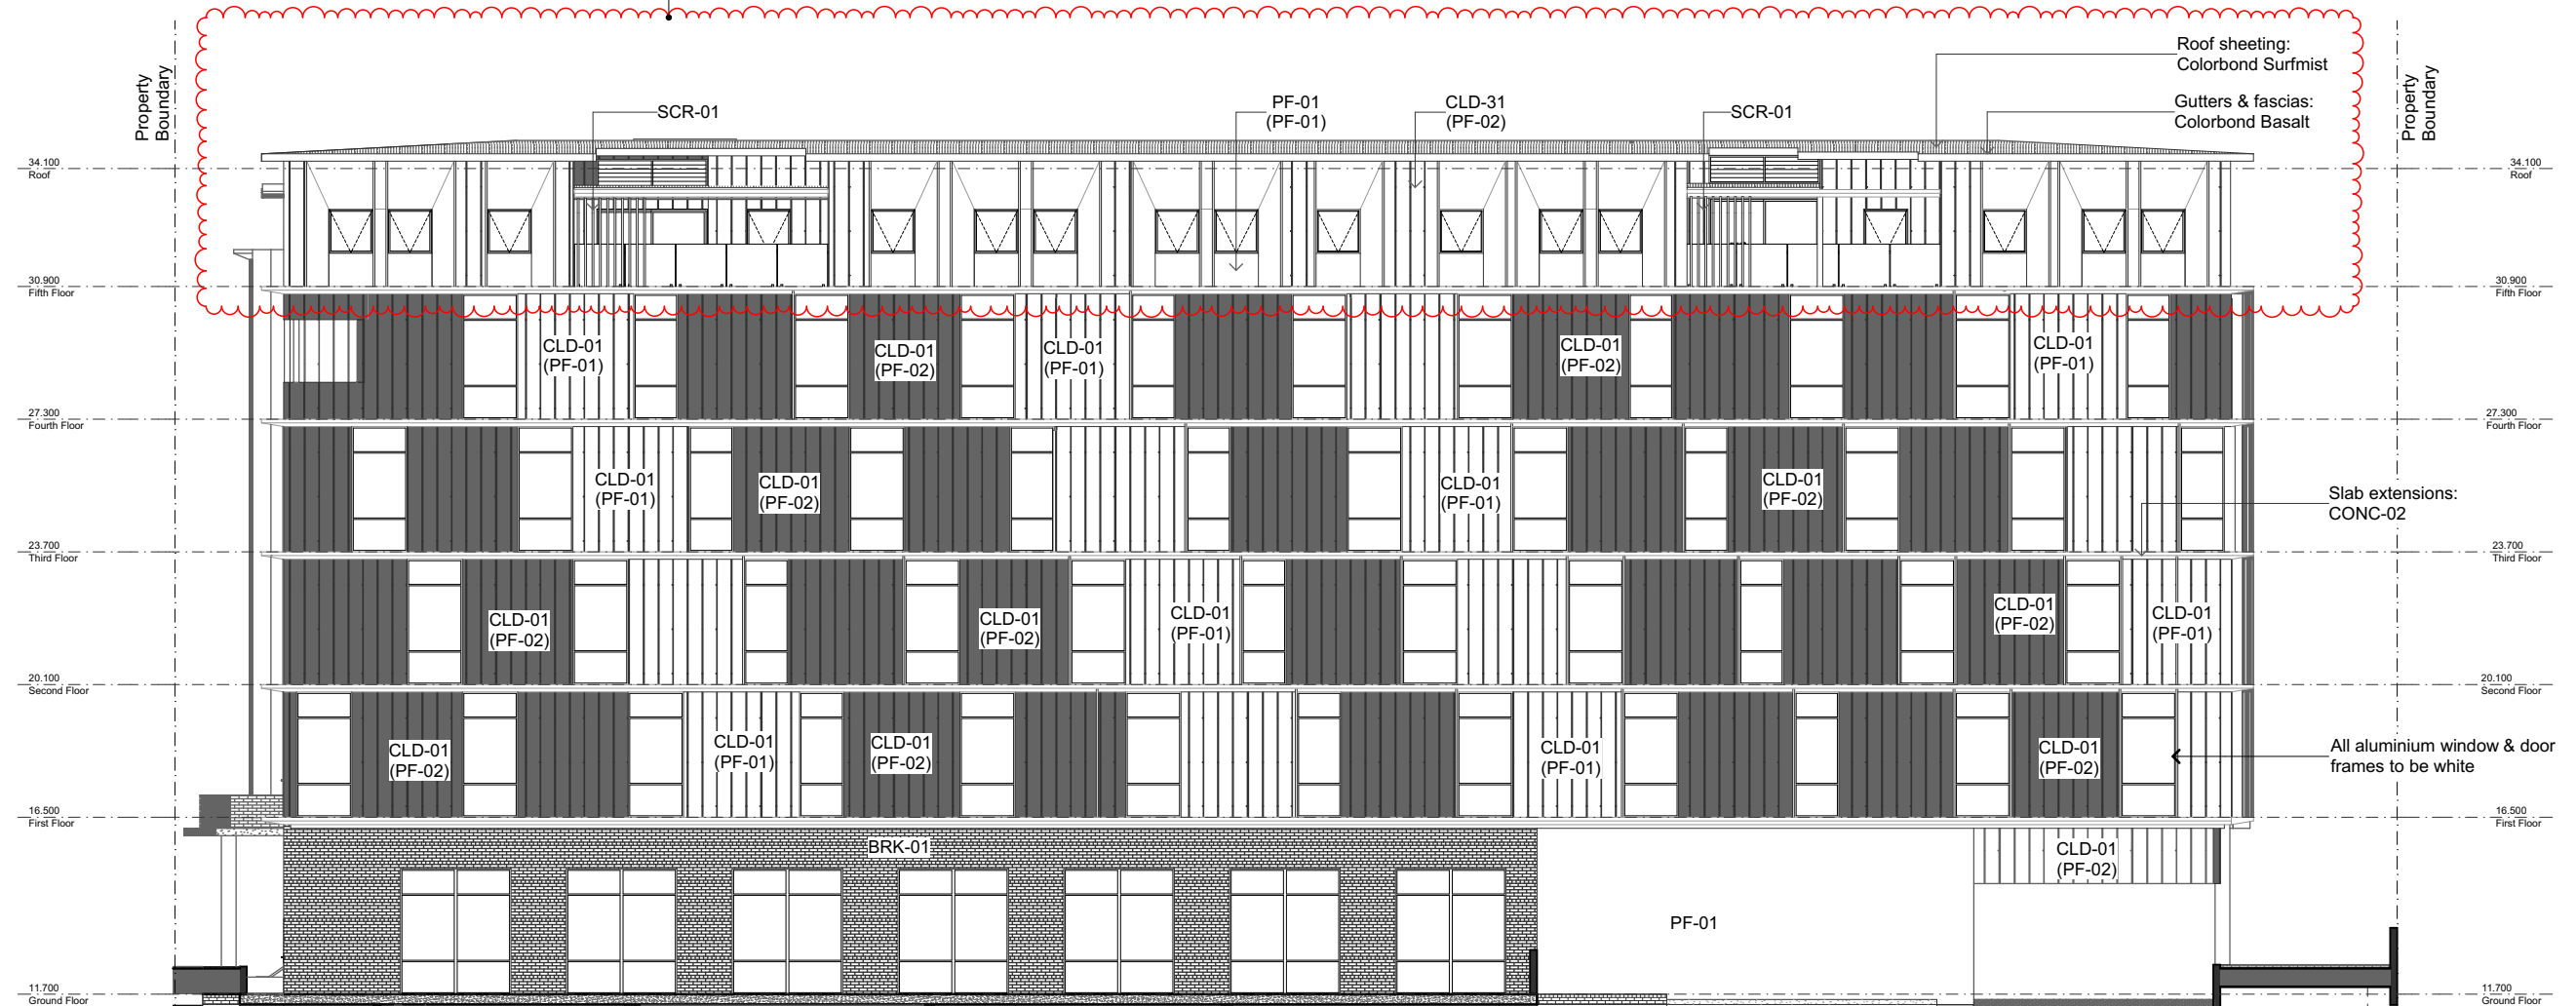 Property
Boundary
Roof sheeting:
Colorbond Surfmist
Property
Boundary
SCR-01
PF-01
(PF-01)
CLD-31
(PF-02)
SCR-01
Gutters & fascias:
Colorbond Basalt
34.100
Roof
34.100
Roof
30.900
Fifth Floor
30.900
Fifth Floor
CLD-01
(PF-01)
CLD-01
(PF-02)
CLD-01
(PF-01)
CLD-01
(PF-02)
CLD-01
(PF-01)
27.300
Fourth Floor
27.300
Fourth Floor
CLD-01
(PF-01)
CLD-01
(PF-02)
CLD-01
(PF-01)
CLD-01
(PF-02)
Slab extensions:
CONC-02
23.700
Third Floor
23.700
Third Floor
CLD-01
(PF-02)
CLD-01
(PF-02)
CLD-01
(PF-01)
CLD-01
(PF-02)
CLD-01
(PF-01)
20.100
Second Floor
20.100
Second Floor
CLD-01
(PF-02)
CLD-01
(PF-01)
CLD-01
(PF-02)
CLD-01
(PF-01)
CLD-01
(PF-02)
All aluminium window & door
frames to be white
16.500
First Floor
16.500
First Floor
BRK-01
CLD-01
(PF-02)
PF-01
11.700
Ground Floor
11.700
Ground Floor